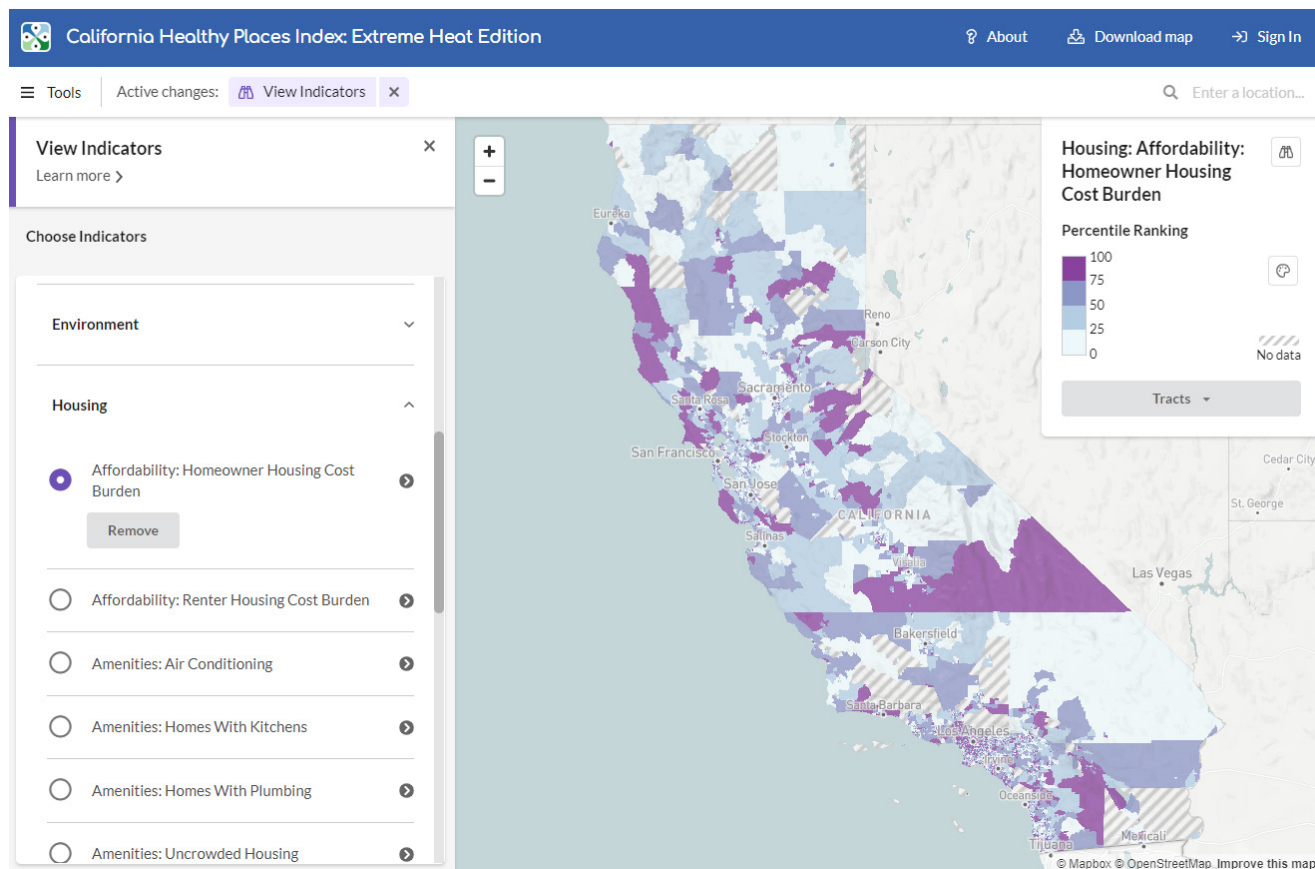 California Healthy Places Index: Extreme Heat Edition
About
Download map
Sign In
Tools
Active changes:
View Indicators
Enter a location...
View Indicators
Learn more
Choose Indicators
Environment
Housing
Affordability: Homeowner Housing Cost
Burden
Remove
Affordability: Renter Housing Cost Burden
Amenities: Air Conditioning
Amenities: Homes With Kitchens
Amenities: Homes With Plumbing
Amenities: Uncrowded Housing
+
−
Eureka
Reno
Carson City
Sacramento
Santa Rosa
Stockton
San Francisco
San Jose
CALIFORNIA
Salinas
Visalia
Las Vegas
Cedar City
St. George
Bakersfield
Santa Barbara
Los Angeles
Irvine
Oceanside
Mexicali
Tijuana
Housing: Affordability:
Homeowner Housing
Cost Burden
Percentile Ranking
100
75
50
25
0
No data
Tracts
© Mapbox © OpenStreetMap Improve this map